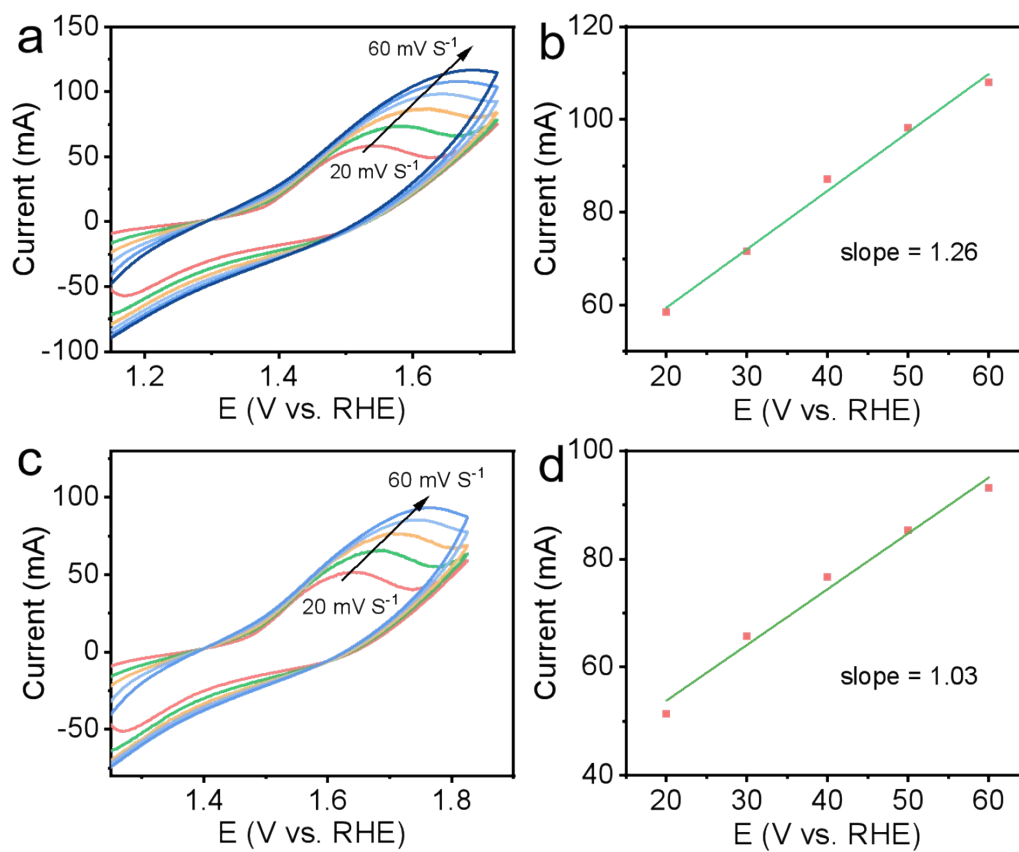 a
150
100
50
0
-50
-100
Current (mA)
60 mV S⁻¹
20 mV S⁻¹
1.2
1.4
1.6
E (V vs. RHE)
b
120
100
80
60
Current (mA)
slope = 1.26
20
30
40
50
60
E (V vs. RHE)
c
100
50
0
-50
Current (mA)
60 mV S⁻¹
20 mV S⁻¹
1.4
1.6
1.8
E (V vs. RHE)
d
100
80
60
40
Current (mA)
slope = 1.03
20
30
40
50
60
E (V vs. RHE)